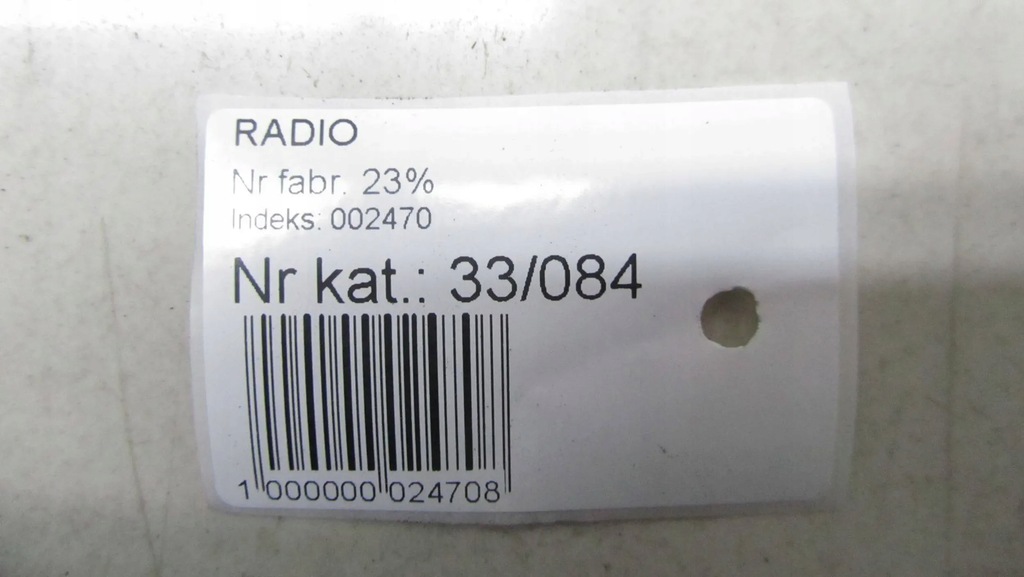 RADIO
Nr fabr. 23%
Indeks: 002470
Nr kat.: 33/084
1 000000 024708